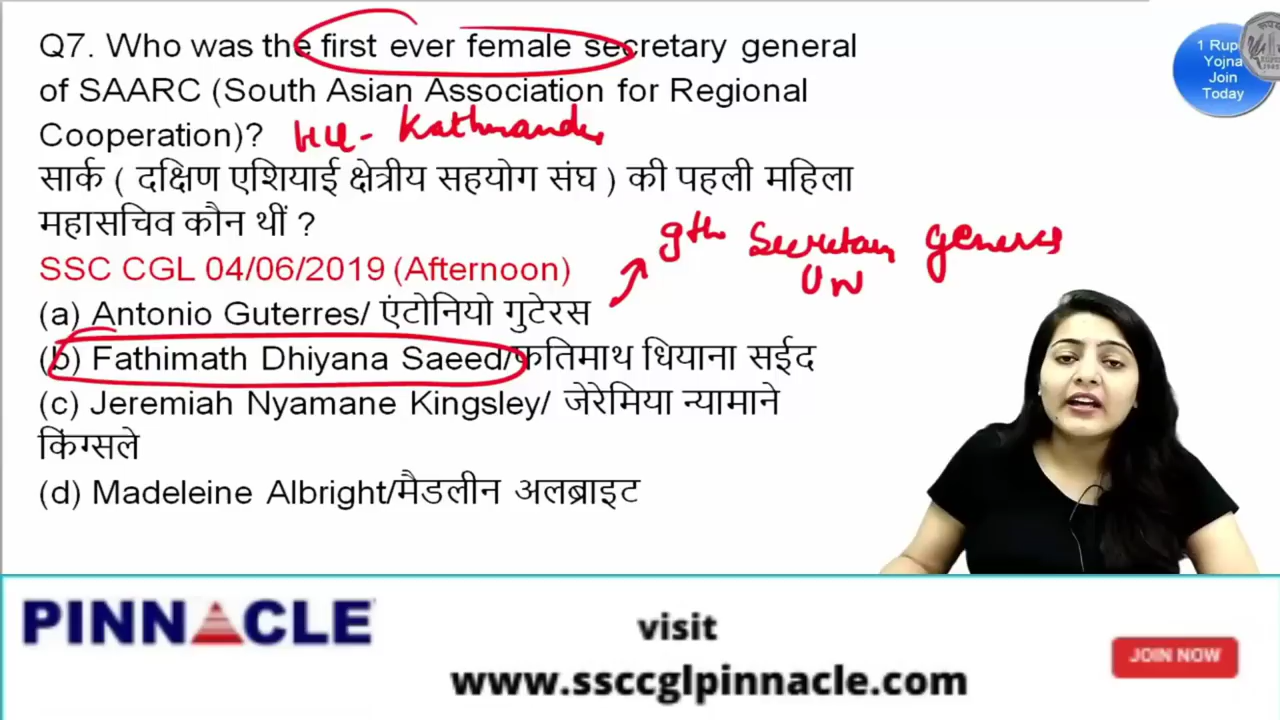 Q7. Who was the first ever female secretary general
of SAARC (South Asian Association for Regional
Cooperation)?
HQ - Kathmandu
सार्क ( दक्षिण एशियाई क्षेत्रीय सहयोग संघ ) की पहली महिला
महासचिव कौन थीं ?
9th Secretary general
UN
SSC CGL 04/06/2019 (Afternoon)
(a) Antonio Guterres/ एंटोनियो गुटेरस
(b) Fathimath Dhiyana Saeed/फतिमाथ धियाना सईद
(c) Jeremiah Nyamane Kingsley/ जेरेमिया न्यामाने
किंग्सले
(d) Madeleine Albright/मैडलीन अलब्राइट
1 Rup
Yojna
Join
Today
PINNACLE
visit
www.ssccglpinnacle.com
JOIN NOW